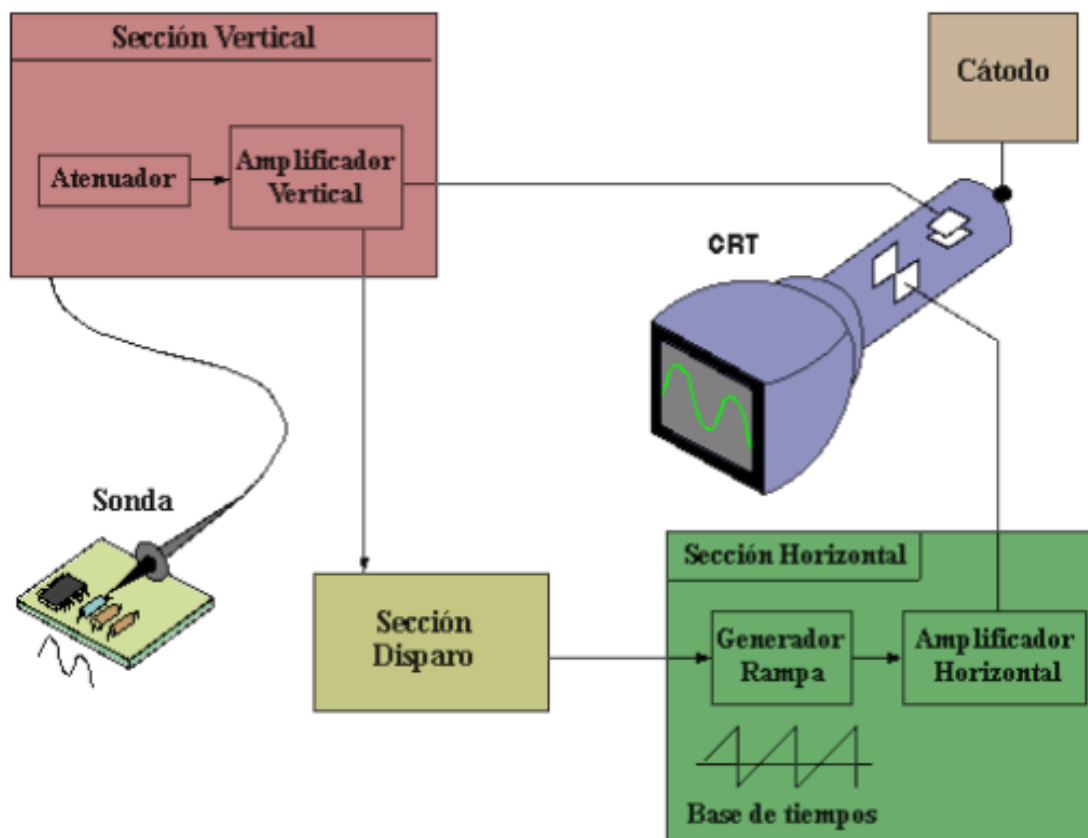 Sección Vertical
Cátodo
Atenuador
Amplificador
Vertical
CRT
Sonda
Sección
Disparo
Sección Horizontal
Generador
Rampa
Amplificador
Horizontal
Base de tiempos